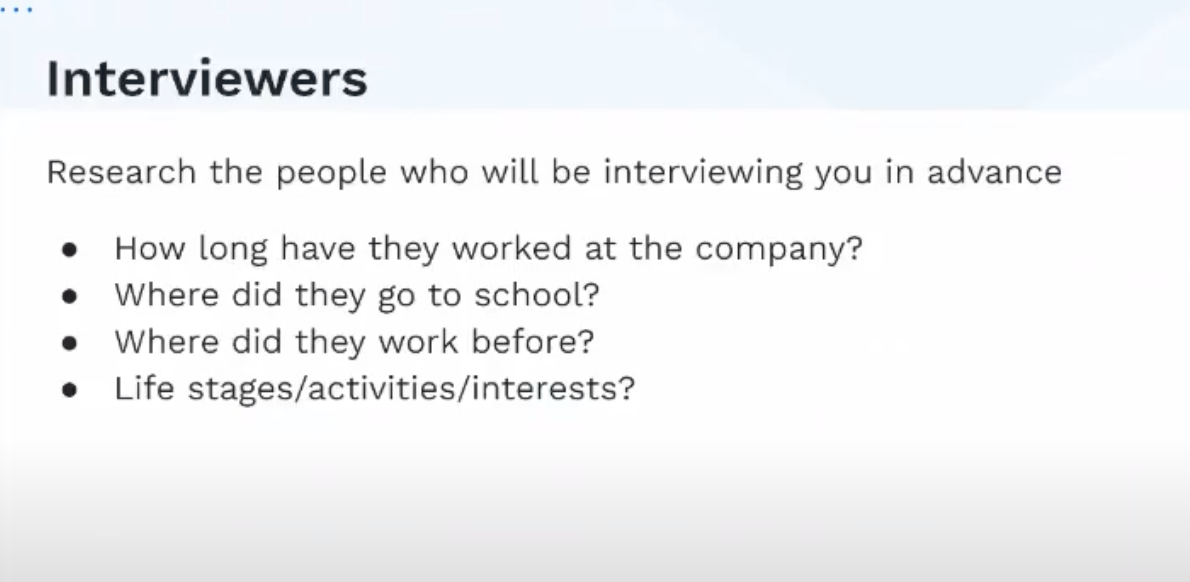 Interviewers
Research the people who will be interviewing you in advance
● How long have they worked at the company?
● Where did they go to school?
● Where did they work before?
● Life stages/activities/interests?